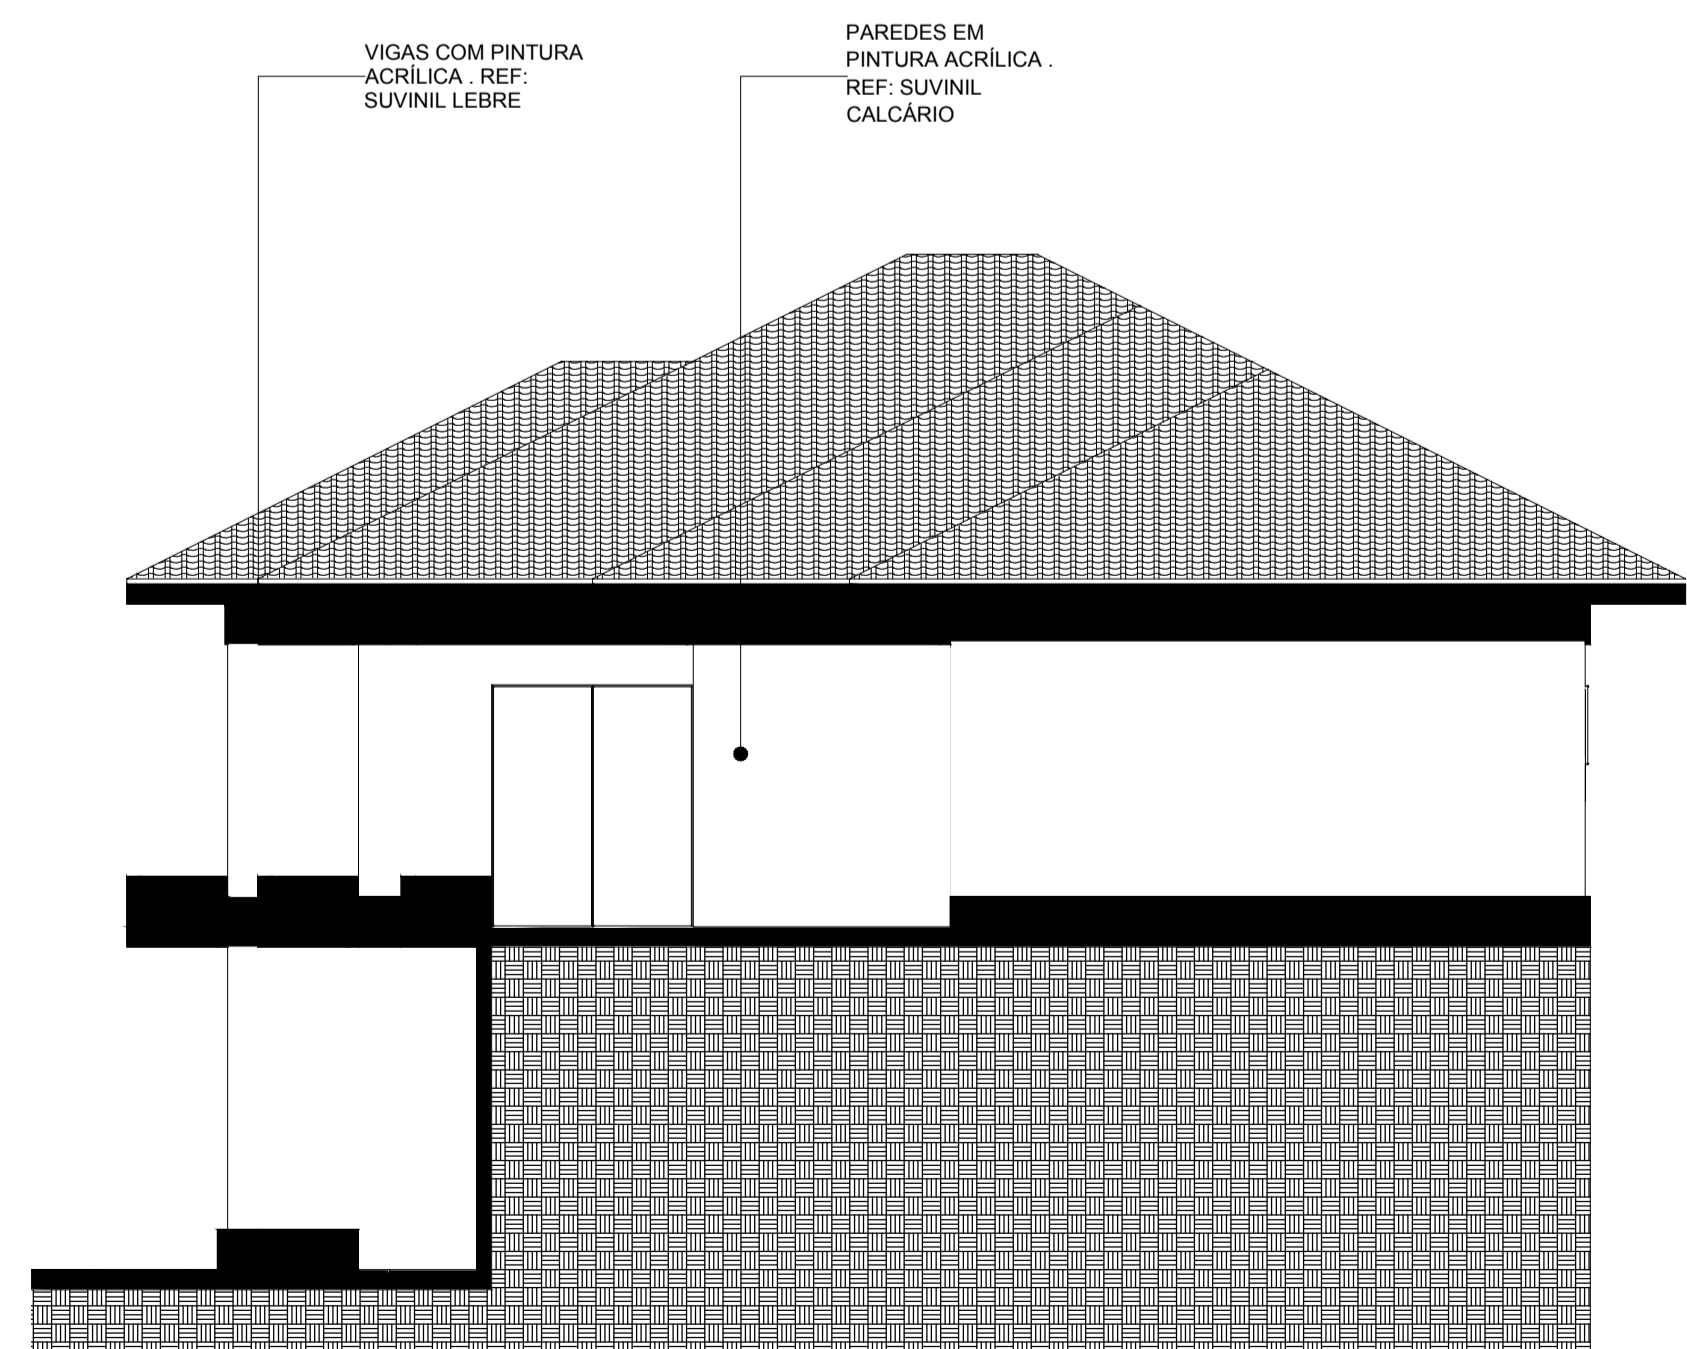 VIGAS COM PINTURA
ACRÍLICA . REF:
SUVINIL LEBRE
PAREDES EM
PINTURA ACRÍLICA .
REF: SUVINIL
CALCÁRIO